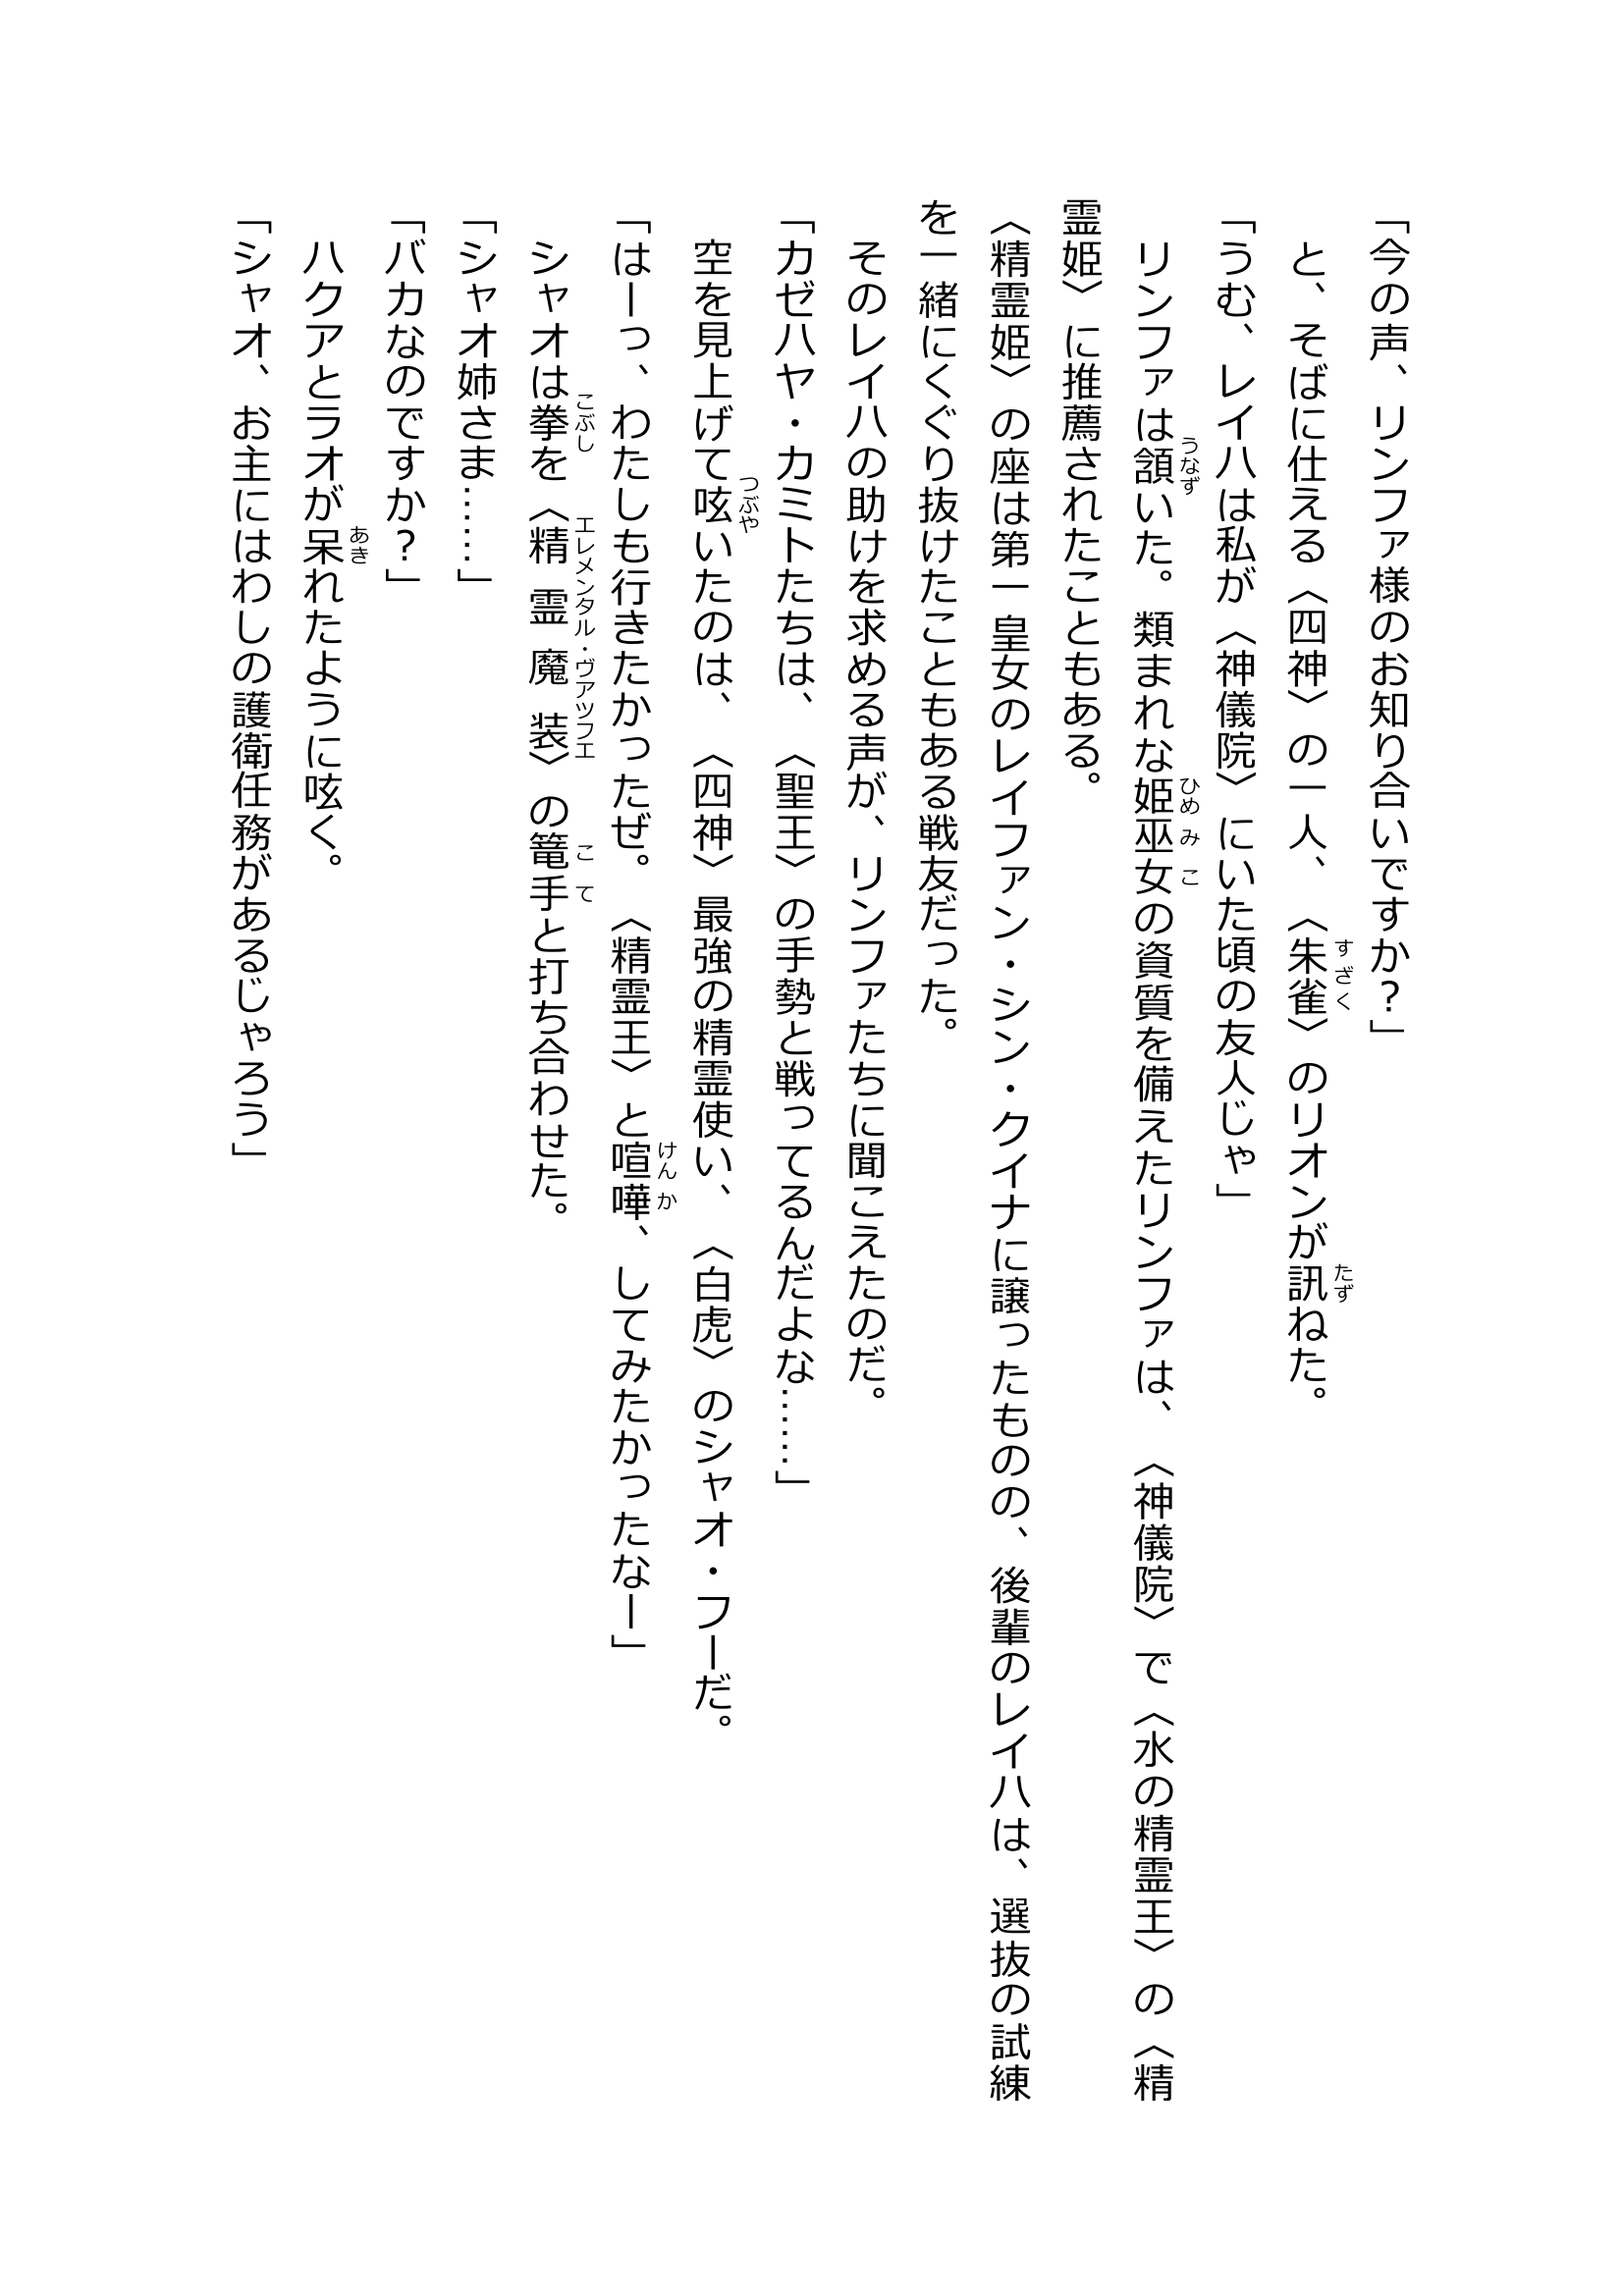 「今の声、リンファ様のお知り合いですか？」
　と、そばに仕える〈四神〉の一人、〈朱雀〉のリオンが訊ねた。
「うむ、レイハは私が〈神儀院〉にいた頃の友人じゃ」
　リンファは頷いた。類まれな姫巫女の資質を備えたリンファは、〈神儀院〉で〈水の精霊王〉の〈精
霊姫〉に推薦されたこともある。
〈精霊姫〉の座は第一皇女のレイファン・シン・クイナに譲ったものの、後輩のレイハは、選抜の試練
を一緒にくぐり抜けたこともある戦友だった。
　そのレイハの助けを求める声が、リンファたちに聞こえたのだ。
「カゼハヤ・カミトたちは、〈聖王〉の手勢と戦ってるんだよな……」
　空を見上げて呟いたのは、〈四神〉最強の精霊使い、〈白虎〉のシャオ・フーだ。
「はーっ、わたしも行きたかったぜ。〈精霊王〉と喧嘩、してみたかったなー」
　シャオは拳を〈精霊魔装〉の篭手と打ち合わせた。
「シャオ姉さま……」
「バカなのですか？」
　ハクアとラオが呆れたように呟く。
「シャオ、お主にはわしの護衛任務があるじゃろう」